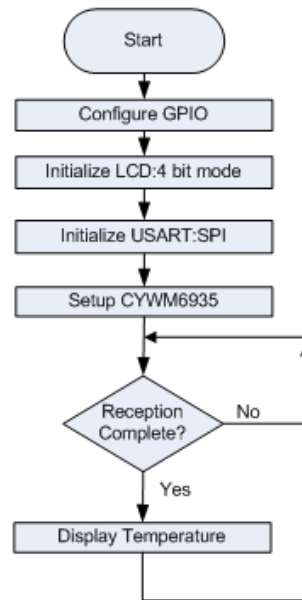 Start
Configure GPIO
Initialize LCD:4 bit mode
Initialize USART:SPI
Setup CYWM6935
Reception
Complete?
No
Yes
Display Temperature